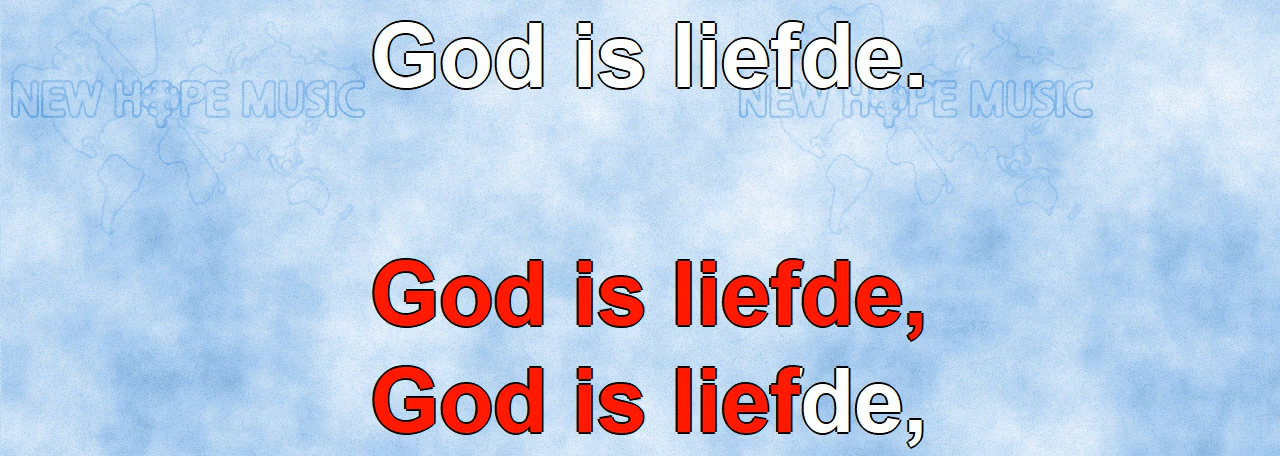 God is liefde.
NEW HOPE MUSIC NEW HOPE MUSIC
God is liefde,
God is liefde,